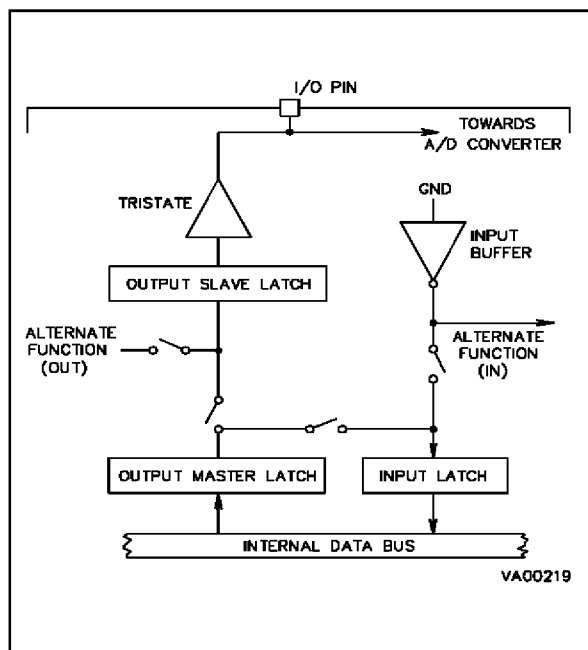 I/O PIN
TOWARDS
A/D CONVERTER
GND
TRISTATE
INPUT
BUFFER
OUTPUT SLAVE LATCH
ALTERNATE
FUNCTION
(OUT)
ALTERNATE
FUNCTION
(IN)
OUTPUT MASTER LATCH
INPUT LATCH
INTERNAL DATA BUS
VA00219